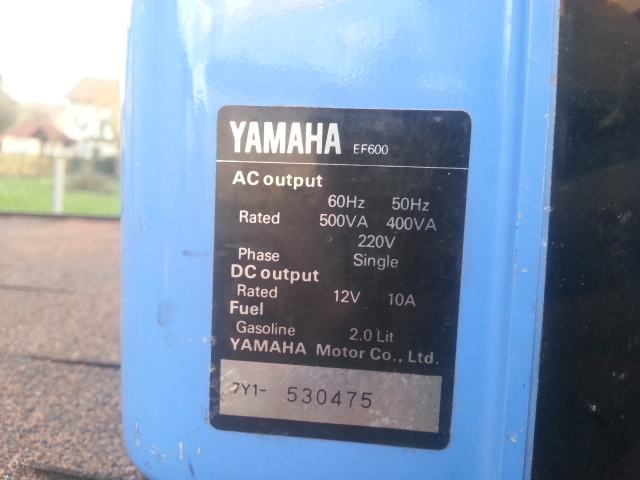 YAMAHA EF600
AC output
60Hz 50Hz
Rated 500VA 400VA
220V
Phase Single
DC output
Rated 12V 10A
Fuel
Gasoline 2.0 Lit
YAMAHA Motor Co., Ltd.
7Y1- 530475